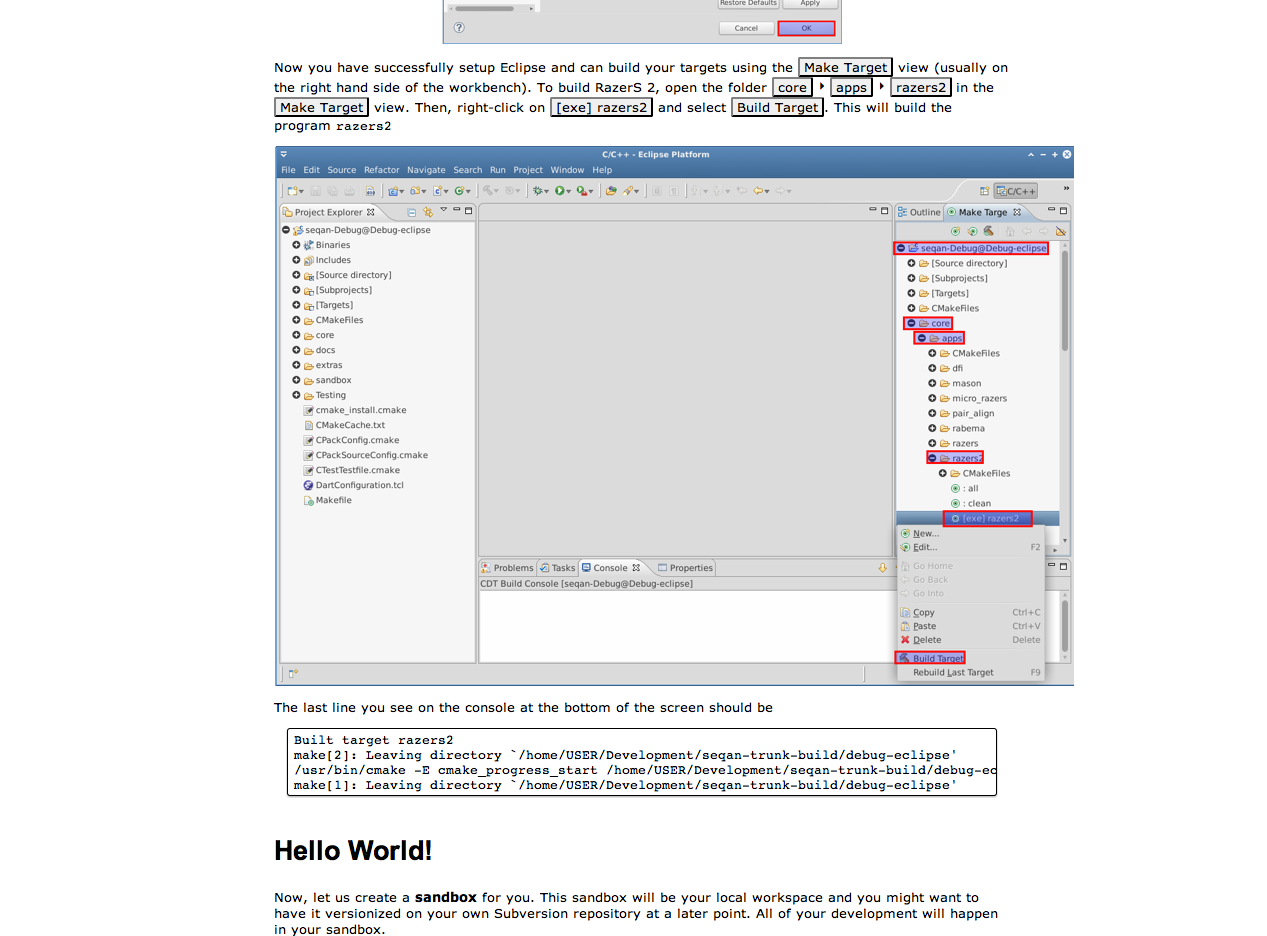 Restore Defaults Apply
Cancel OK
Now you have successfully setup Eclipse and can build your targets using the Make Target view (usually on
the right hand side of the workbench). To build RazerS 2, open the folder core ▸ apps ▸ razers2 in the
Make Target view. Then, right-click on [exe] razers2 and select Build Target. This will build the
program razers2
C/C++ - Eclipse Platform
File Edit Source Refactor Navigate Search Run Project Window Help
C/C++ »
Project Explorer
seqan-Debug@Debug-eclipse
Binaries
Includes
[Source directory]
[Subprojects]
[Targets]
CMakeFiles
core
docs
extras
sandbox
Testing
cmake_install.cmake
CMakeCache.txt
CPackConfig.cmake
CPackSourceConfig.cmake
CTestTestfile.cmake
DartConfiguration.tcl
Makefile
Outline Make Targe
seqan-Debug@Debug-eclipse
[Source directory]
[Subprojects]
[Targets]
CMakeFiles
core
apps
CMakeFiles
dfi
mason
micro_razers
pair_align
rabema
razers
razers2
CMakeFiles
: all
: clean
[exe] razers2
New...
Edit... F2
Go Home
Go Back
Go Into
Copy Ctrl+C
Paste Ctrl+V
Delete Delete
Build Target
Rebuild Last Target F9
Problems Tasks Console Properties
CDT Build Console [seqan-Debug@Debug-eclipse]
The last line you see on the console at the bottom of the screen should be
Built target razers2
make[2]: Leaving directory `/home/USER/Development/seqan-trunk-build/debug-eclipse'
/usr/bin/cmake -E cmake_progress_start /home/USER/Development/seqan-trunk-build/debug-ec
make[1]: Leaving directory `/home/USER/Development/seqan-trunk-build/debug-eclipse'
Hello World!
Now, let us create a sandbox for you. This sandbox will be your local workspace and you might want to
have it versionized on your own Subversion repository at a later point. All of your development will happen
in your sandbox.